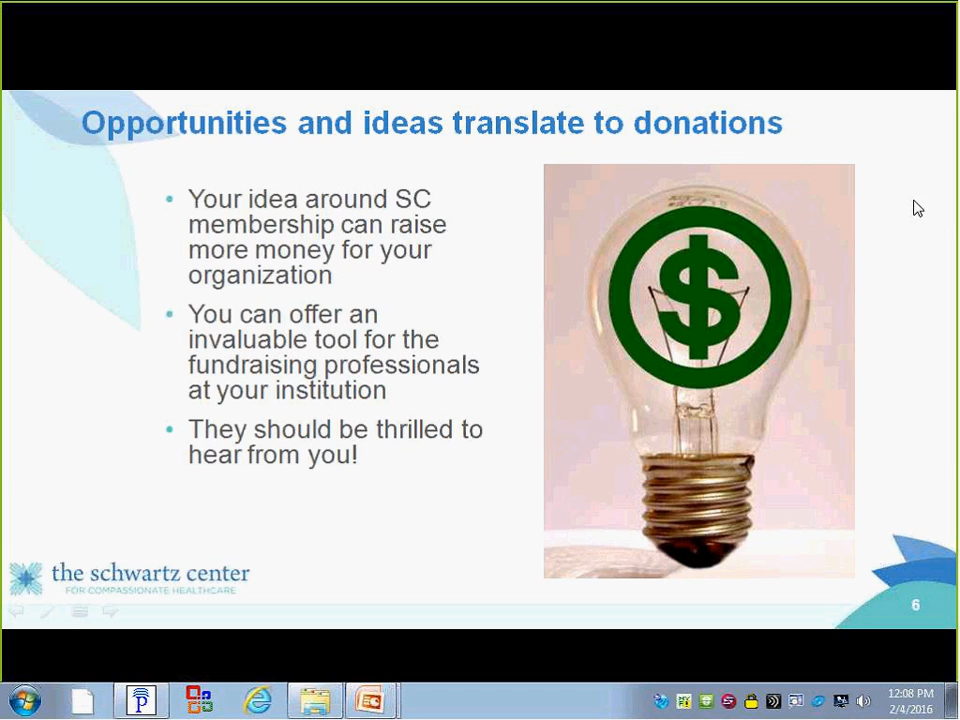 Opportunities and ideas translate to donations
• Your idea around SC
membership can raise
more money for your
organization
• You can offer an
invaluable tool for the
fundraising professionals
at your institution
• They should be thrilled to
hear from you!
$
the schwartz center
FOR COMPASSIONATE HEALTHCARE
6
P
12:08 PM
2/4/2016